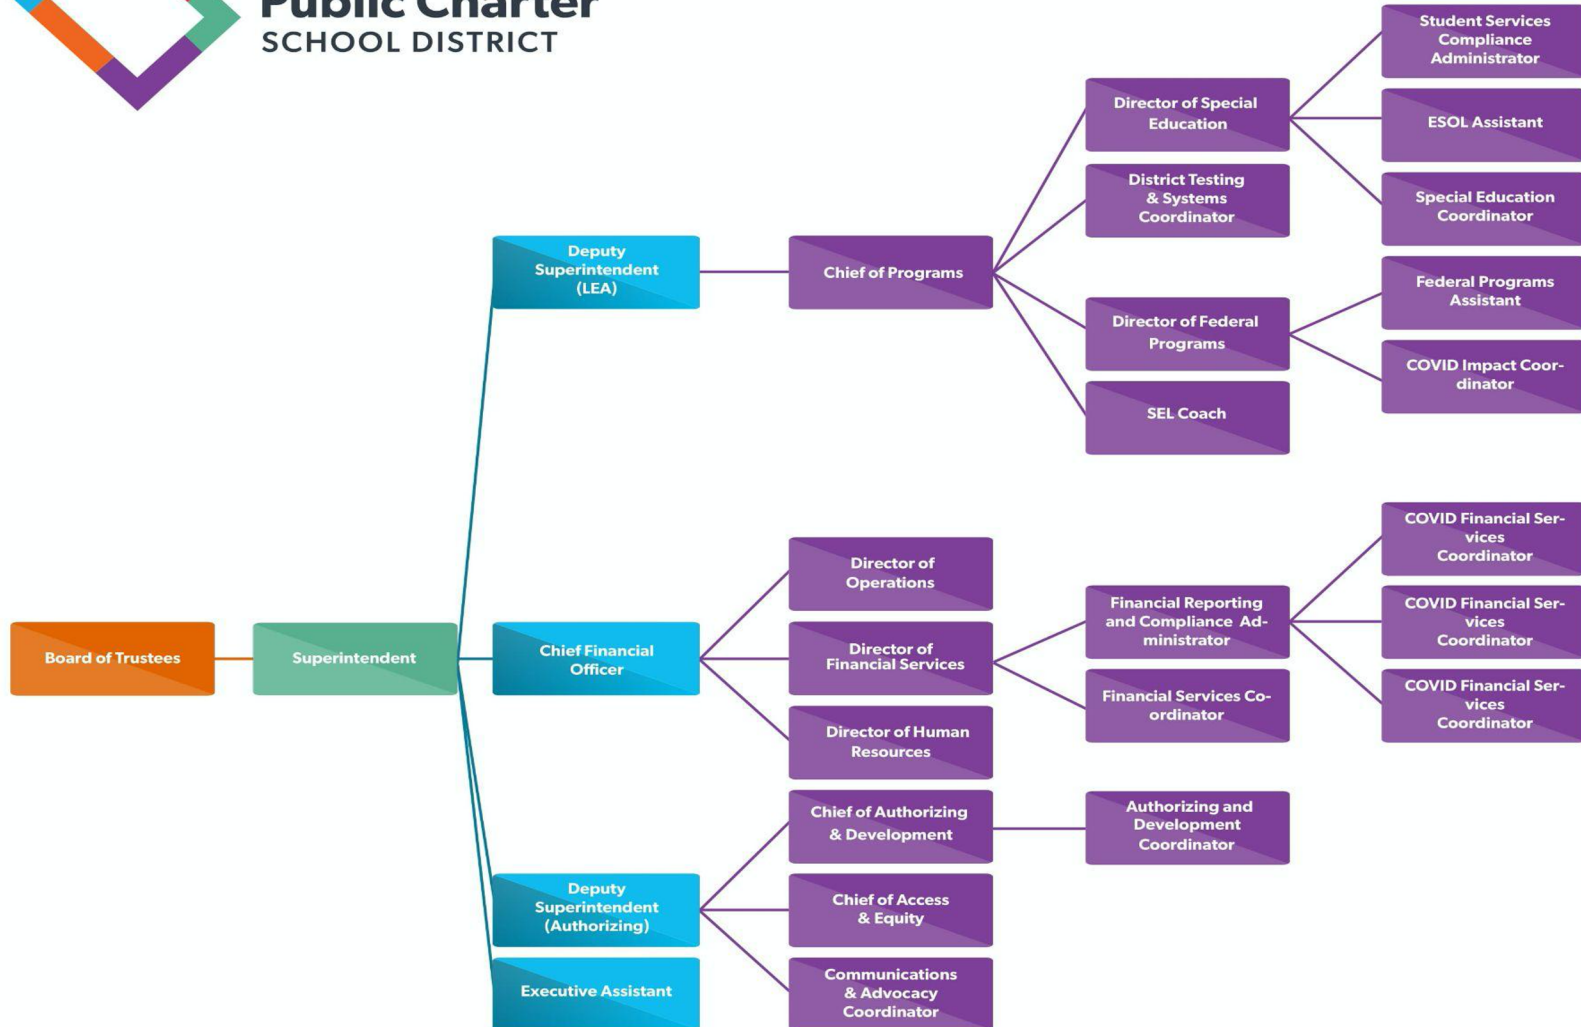 Public Charter
SCHOOL DISTRICT
Student Services
Compliance
Administrator
Director of Special
Education
ESOL Assistant
District Testing
& Systems
Coordinator
Special Education
Coordinator
Deputy
Superintendent
(LEA)
Chief of Programs
Federal Programs
Assistant
Director of Federal
Programs
COVID Impact Coor-
dinator
SEL Coach
COVID Financial Ser-
vices
Coordinator
Director of
Operations
Financial Reporting
and Compliance Ad-
ministrator
COVID Financial Ser-
vices
Coordinator
Board of Trustees
Superintendent
Chief Financial
Officer
Director of
Financial Services
Financial Services Co-
ordinator
COVID Financial Ser-
vices
Coordinator
Director of Human
Resources
Chief of Authorizing
& Development
Authorizing and
Development
Coordinator
Deputy
Superintendent
(Authorizing)
Chief of Access
& Equity
Executive Assistant
Communications
& Advocacy
Coordinator